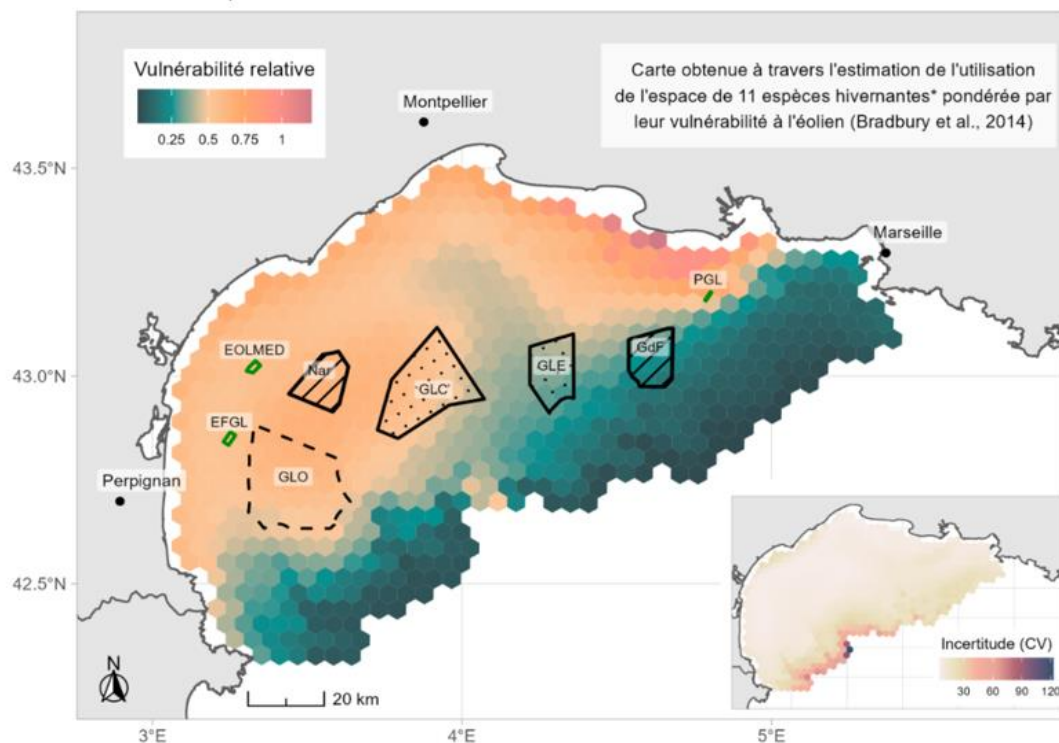 Vulnérabilité relative
0.25 0.5 0.75 1
Carte obtenue à travers l'estimation de l'utilisation
de l'espace de 11 espèces hivernantes* pondérée par
leur vulnérabilité à l'éolien (Bradbury et al., 2014)
Montpellier
43.5°N
Marseille
PGL
EOLMED
Nar
GLC
GLE
GdF
43.0°N
EFGL
GLO
Perpignan
42.5°N
Incertitude (CV)
30 60 90 120
N
20 km
3°E 4°E 5°E